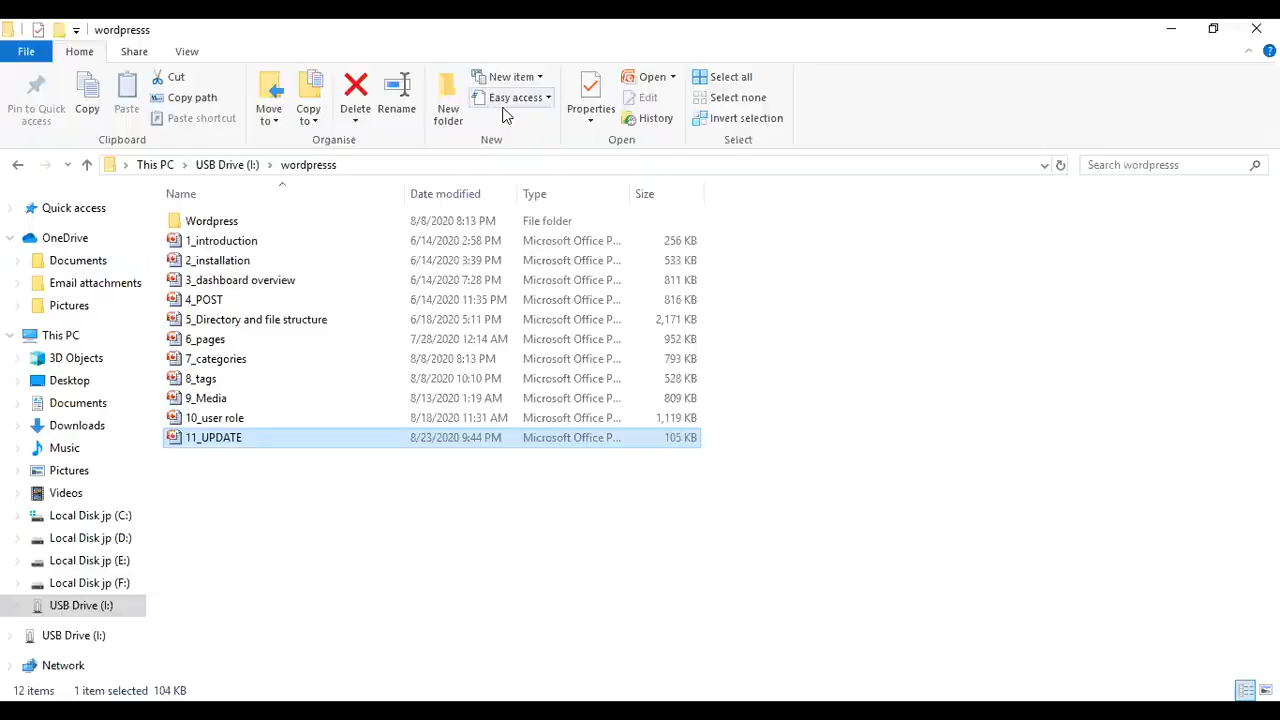 wordpresss
File Home Share View
Pin to Quick access Copy Paste Cut Copy path Paste shortcut Move to Copy to Delete Rename New folder New item Easy access Properties Open Edit History Select all Select none Invert selection
Clipboard Organise New Open Select
This PC USB Drive (I:) wordpresss Search wordpresss
Name Date modified Type Size
Quick access
OneDrive
Documents
Email attachments
Pictures
This PC
3D Objects
Desktop
Documents
Downloads
Music
Pictures
Videos
Local Disk jp (C:)
Local Disk jp (D:)
Local Disk jp (E:)
Local Disk jp (F:)
USB Drive (I:)
USB Drive (I:)
Network
Wordpress 8/8/2020 8:13 PM File folder
1_introduction 6/14/2020 2:58 PM Microsoft Office P... 256 KB
2_installation 6/14/2020 3:39 PM Microsoft Office P... 533 KB
3_dashboard overview 6/14/2020 7:28 PM Microsoft Office P... 811 KB
4_POST 6/14/2020 11:35 PM Microsoft Office P... 816 KB
5_Directory and file structure 6/18/2020 5:11 PM Microsoft Office P... 2,171 KB
6_pages 7/28/2020 12:14 AM Microsoft Office P... 952 KB
7_categories 8/8/2020 8:13 PM Microsoft Office P... 793 KB
8_tags 8/8/2020 10:10 PM Microsoft Office P... 528 KB
9_Media 8/13/2020 1:19 AM Microsoft Office P... 809 KB
10_user role 8/18/2020 11:31 AM Microsoft Office P... 1,119 KB
11_UPDATE 8/23/2020 9:44 PM Microsoft Office P... 105 KB
12 items 1 item selected 104 KB